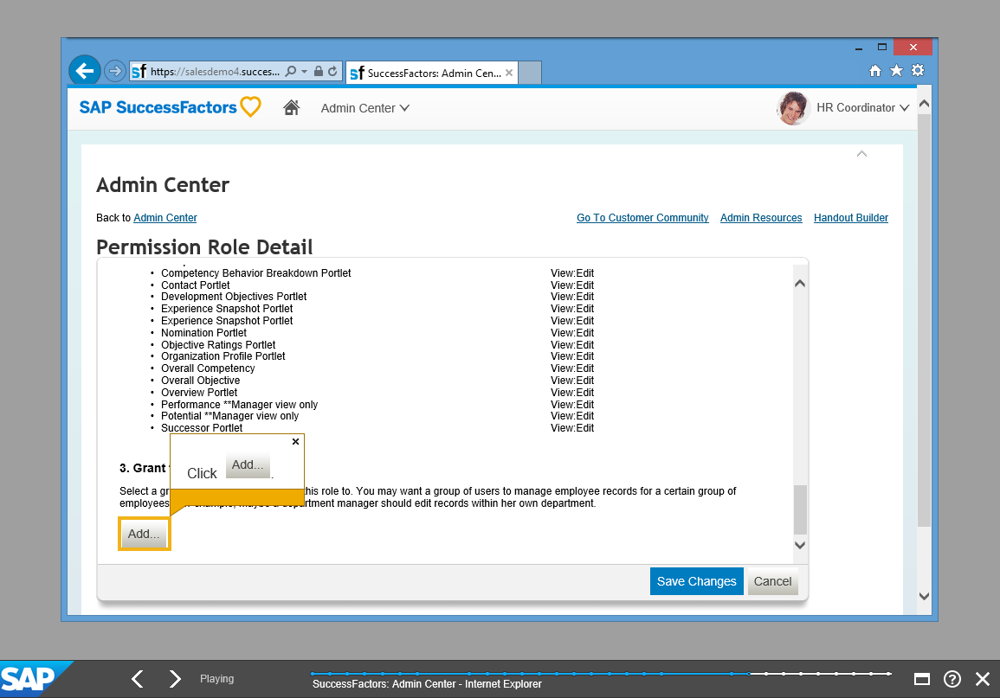 sf https://salesdemo4.succes...
sf SuccessFactors: Admin Cen...
SAP SuccessFactors
Admin Center
HR Coordinator
Admin Center
Back to Admin Center
Go To Customer Community
Admin Resources
Handout Builder
Permission Role Detail
• Competency Behavior Breakdown Portlet View:Edit
• Contact Portlet View:Edit
• Development Objectives Portlet View:Edit
• Experience Snapshot Portlet View:Edit
• Experience Snapshot Portlet View:Edit
• Nomination Portlet View:Edit
• Objective Ratings Portlet View:Edit
• Organization Profile Portlet View:Edit
• Overall Competency View:Edit
• Overall Objective View:Edit
• Overview Portlet View:Edit
• Performance **Manager view only View:Edit
• Potential **Manager view only View:Edit
• Successor Portlet View:Edit
Click Add... .
3. Grant
Select a this role to. You may want a group of users to manage employee records for a certain group of
employees department manager should edit records within her own department.
Add...
Save Changes
Cancel
SAP
Playing
SuccessFactors: Admin Center - Internet Explorer